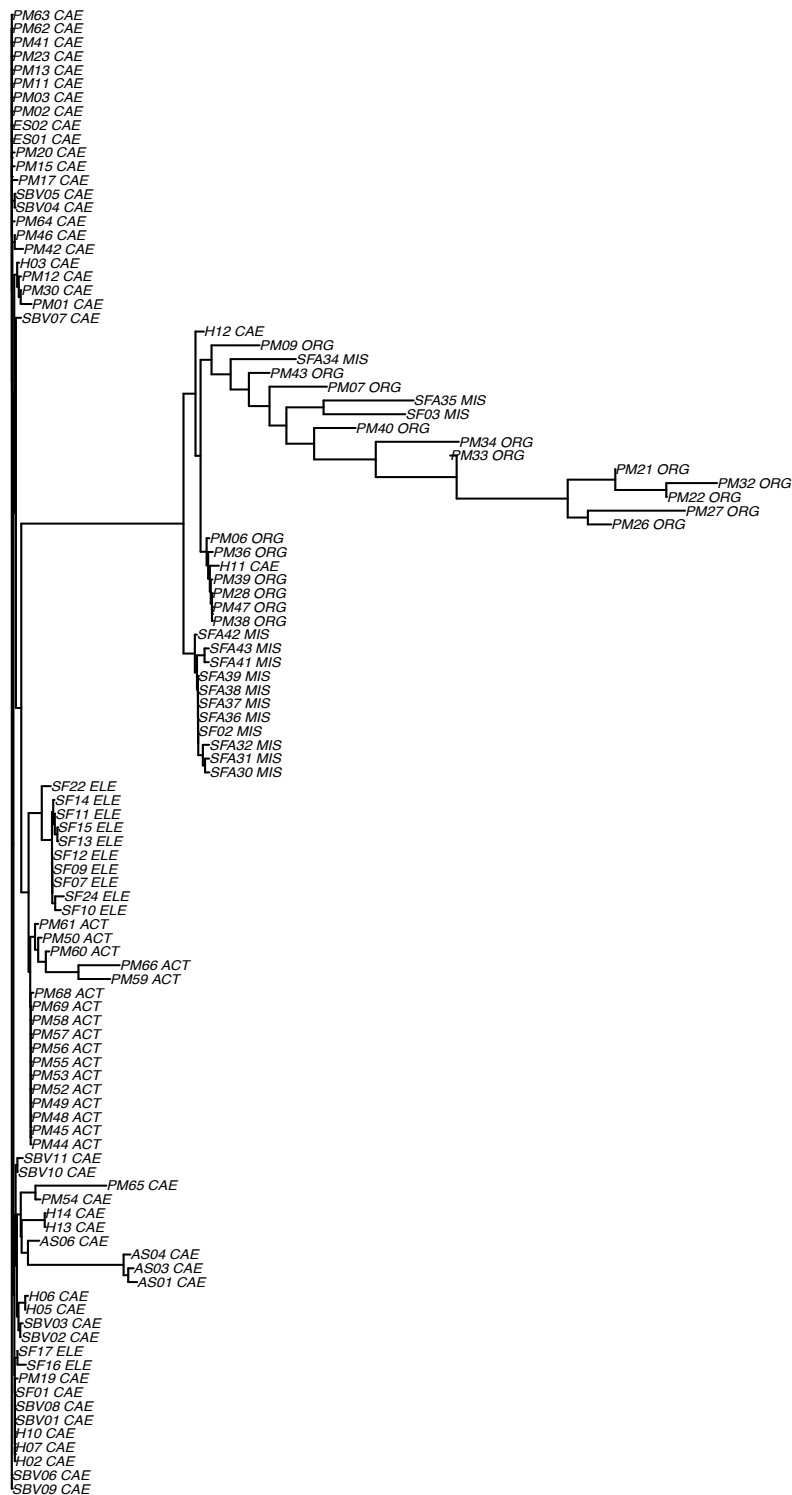 PM63 CAE
PM62 CAE
PM41 CAE
PM23 CAE
PM13 CAE
PM11 CAE
PM03 CAE
PM02 CAE
ES02 CAE
ES01 CAE
PM20 CAE
PM15 CAE
PM17 CAE
SBV05 CAE
SBV04 CAE
PM64 CAE
PM46 CAE
PM42 CAE
H03 CAE
PM12 CAE
PM30 CAE
PM01 CAE
SBV07 CAE
H12 CAE
PM09 ORG
SFA34 MIS
PM43 ORG
PM07 ORG
SFA35 MIS
SF03 MIS
PM40 ORG
PM34 ORG
PM33 ORG
PM21 ORG
PM32 ORG
PM22 ORG
PM27 ORG
PM26 ORG
PM06 ORG
PM36 ORG
H11 CAE
PM39 ORG
PM28 ORG
PM47 ORG
PM38 ORG
SFA42 MIS
SFA43 MIS
SFA41 MIS
SFA39 MIS
SFA38 MIS
SFA37 MIS
SFA36 MIS
SF02 MIS
SFA32 MIS
SFA31 MIS
SFA30 MIS
SF22 ELE
SF14 ELE
SF11 ELE
SF15 ELE
SF13 ELE
SF12 ELE
SF09 ELE
SF07 ELE
SF24 ELE
SF10 ELE
PM61 ACT
PM50 ACT
PM60 ACT
PM66 ACT
PM59 ACT
PM68 ACT
PM69 ACT
PM58 ACT
PM57 ACT
PM56 ACT
PM55 ACT
PM53 ACT
PM52 ACT
PM49 ACT
PM48 ACT
PM45 ACT
PM44 ACT
SBV11 CAE
SBV10 CAE
PM65 CAE
PM54 CAE
H14 CAE
H13 CAE
AS06 CAE
AS04 CAE
AS03 CAE
AS01 CAE
H06 CAE
H05 CAE
SBV03 CAE
SBV02 CAE
SF17 ELE
SF16 ELE
PM19 CAE
SF01 CAE
SBV08 CAE
SBV01 CAE
H10 CAE
H07 CAE
H02 CAE
SBV06 CAE
SBV09 CAE